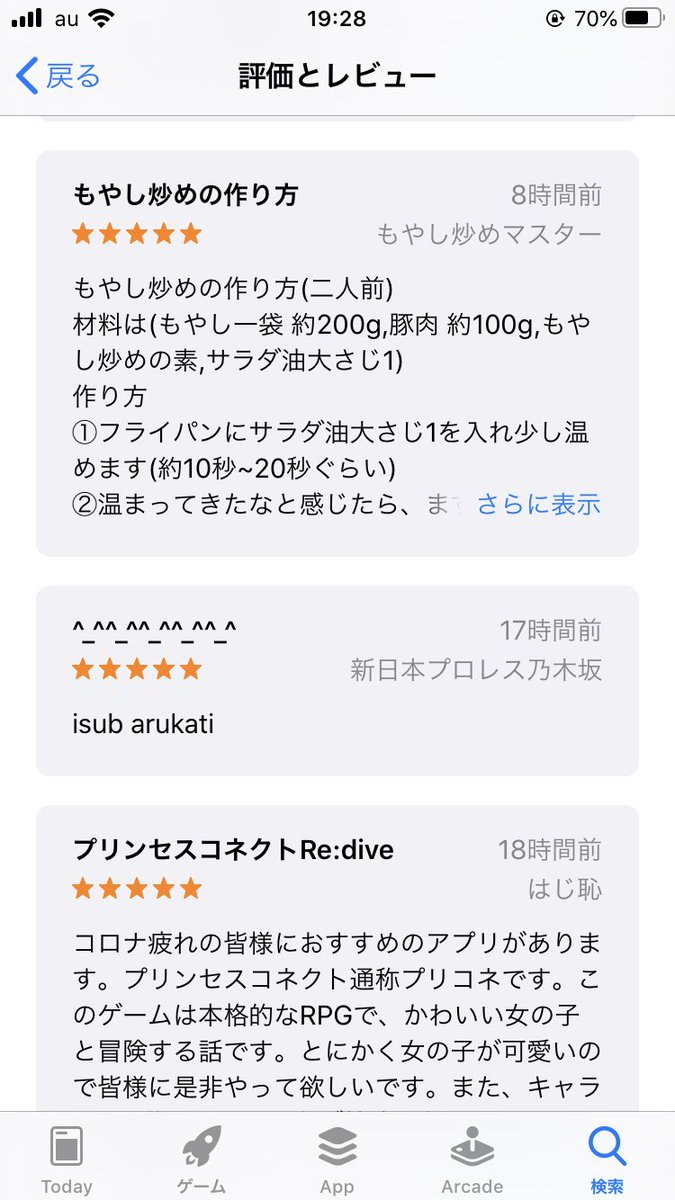 au 19:28 70%
戻る 評価とレビュー
もやし炒めの作り方 8時間前
★★★★★ もやし炒めマスター
もやし炒めの作り方(二人前)
材料は(もやし一袋 約200g,豚肉 約100g,もや
し炒めの素,サラダ油大さじ1)
作り方
①フライパンにサラダ油大さじ1を入れ少し温
めます(約10秒~20秒ぐらい)
②温まってきたなと感じたら、ま さらに表示
^_^^_^^_^^_^^_^ 17時間前
★★★★★ 新日本プロレス乃木坂
isub arukati
プリンセスコネクトRe:dive 18時間前
★★★★★ はじ恥
コロナ疲れの皆様におすすめのアプリがありま
す。プリンセスコネクト通称プリコネです。こ
のゲームは本格的なRPGで、かわいい女の子
と冒険する話です。とにかく女の子が可愛いの
で皆様に是非やって欲しいです。また、キャラ
Today ゲーム App Arcade 検索